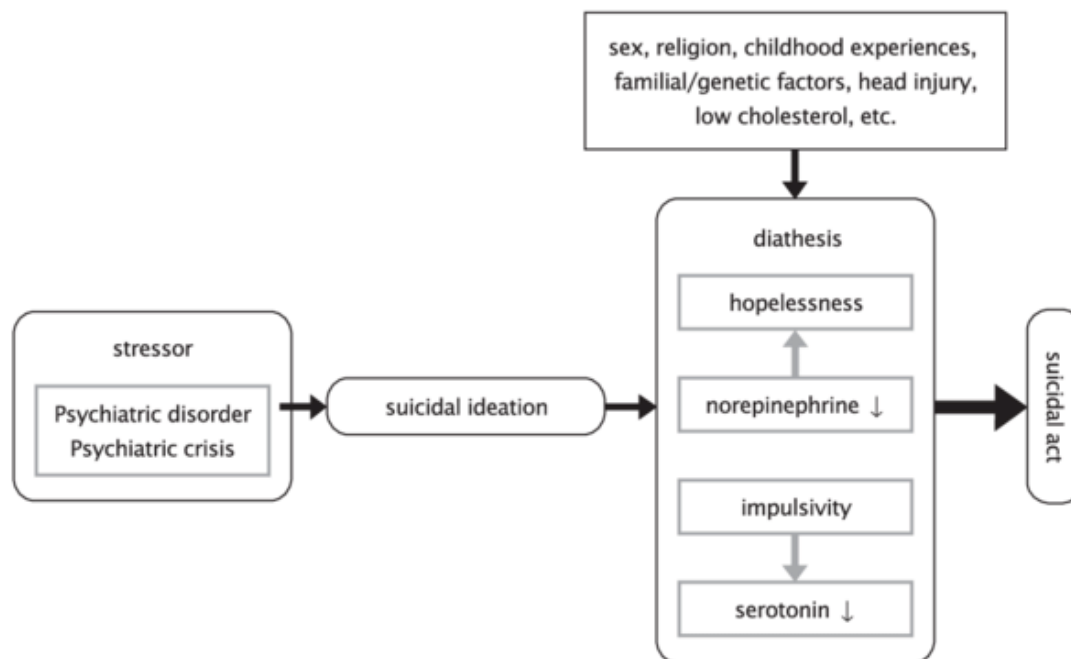 sex, religion, childhood experiences,
familial/genetic factors, head injury,
low cholesterol, etc.
stressor
Psychiatric disorder
Psychiatric crisis
suicidal ideation
diathesis
hopelessness
norepinephrine ↓
impulsivity
serotonin ↓
suicidal act